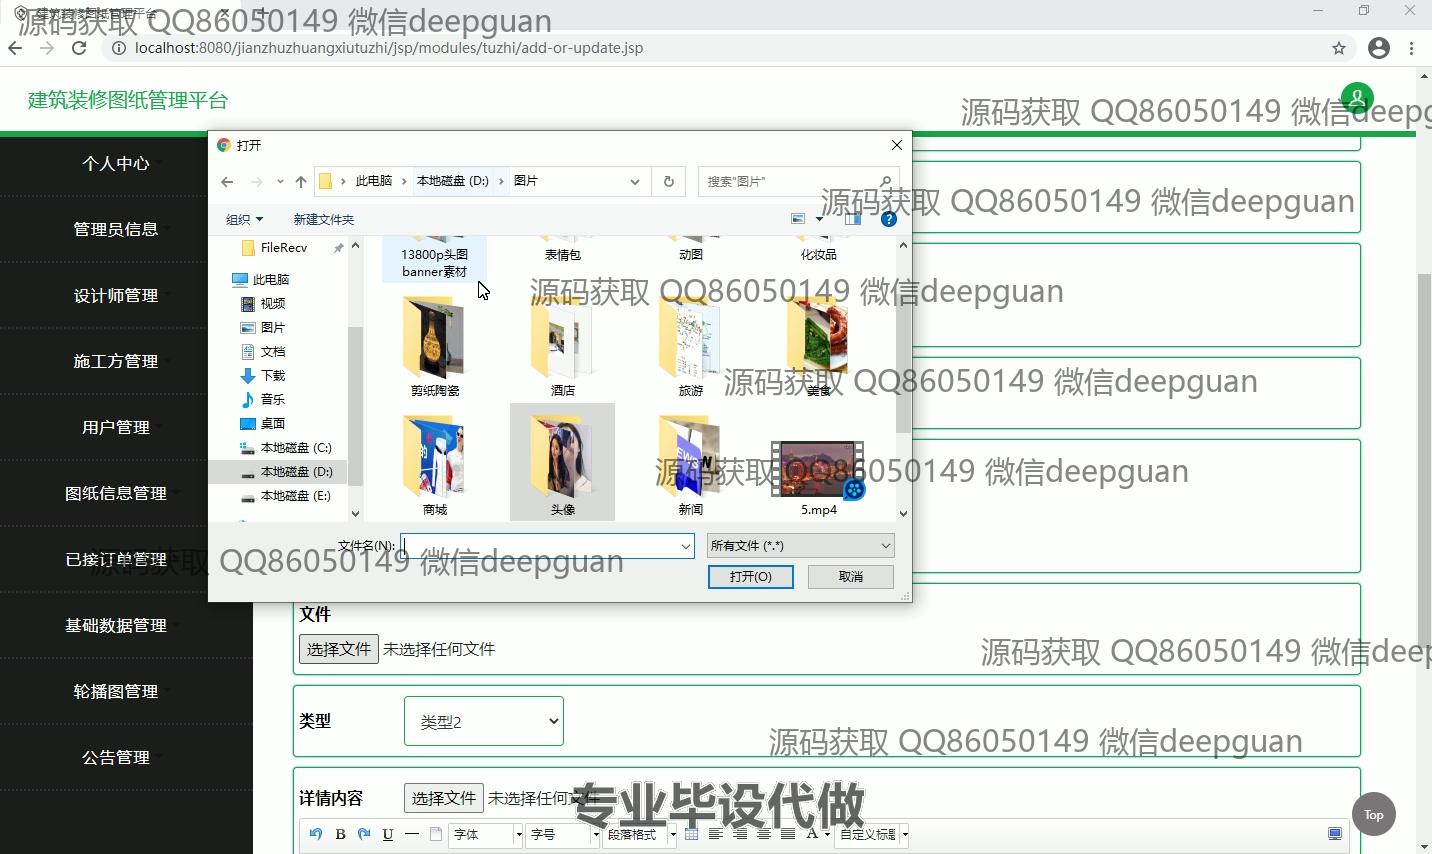 建筑装修图纸管理平台
源码获取 QQ86050149 微信deepguan
localhost:8080/jianzhuzhuangxiutuzhi/jsp/modules/tuzhi/add-or-update.jsp
建筑装修图纸管理平台
源码获取 QQ86050149 微信deepguan
个人中心
管理员信息
设计师管理
施工方管理
用户管理
图纸信息管理
已接订单管理
基础数据管理
轮播图管理
公告管理
打开
此电脑 本地磁盘 (D:) 图片
搜索"图片"
源码获取 QQ86050149 微信deepguan
组织 新建文件夹
FileRecv
此电脑
视频
图片
文档
下载
音乐
桌面
本地磁盘 (C:)
本地磁盘 (D:)
本地磁盘 (E:)
13800p头图banner素材
表情包
动图
化妆品
源码获取 QQ86050149 微信deepguan
剪纸陶瓷
酒店
旅游
美食
源码获取 QQ86050149 微信deepguan
源码获取 QQ86050149 微信deepguan
商城
头像
新闻
5.mp4
文件名(N):
所有文件 (*.*)
源码获取 QQ86050149 微信deepguan
打开(O)
取消
文件
选择文件 未选择任何文件
源码获取 QQ86050149 微信deep
类型
类型2
源码获取 QQ86050149 微信deepguan
详情内容
选择文件 未选择任何文件
专业毕设代做
B U 字体 字号 段落格式 A 自定义标题
Top